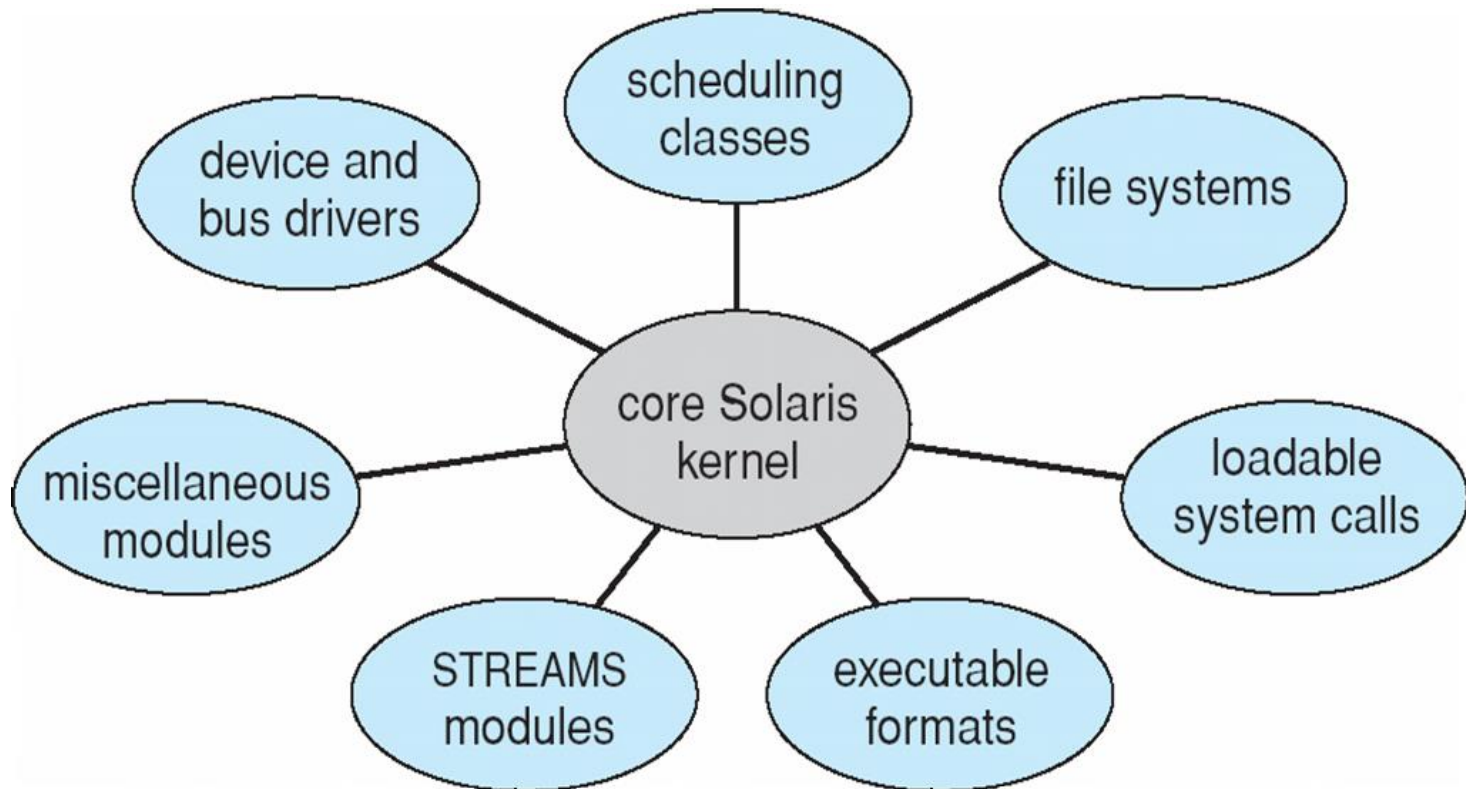 scheduling
classes
device and
bus drivers
file systems
core Solaris
kernel
miscellaneous
modules
loadable
system calls
STREAMS
modules
executable
formats